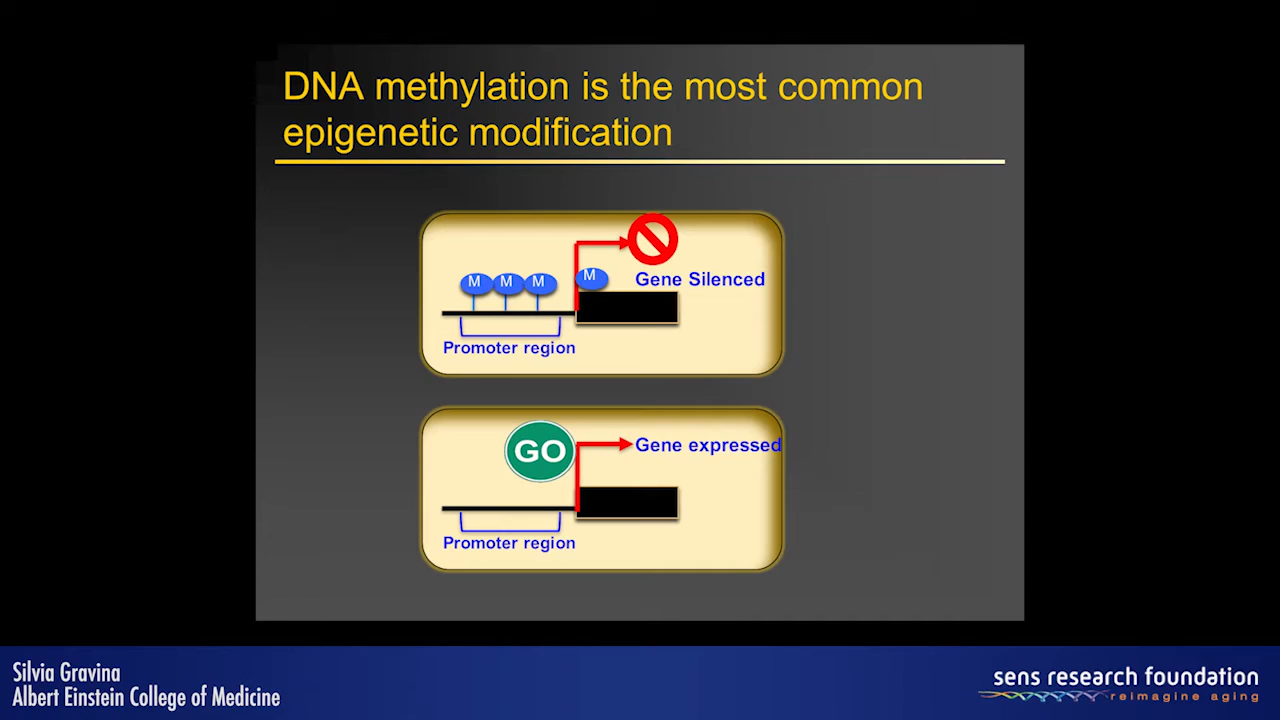 DNA methylation is the most common
epigenetic modification
M M M M
Gene Silenced
Promoter region
GO
Gene expressed
Promoter region
Silvia Gravina
Albert Einstein College of Medicine
sens research foundation
reimagine aging